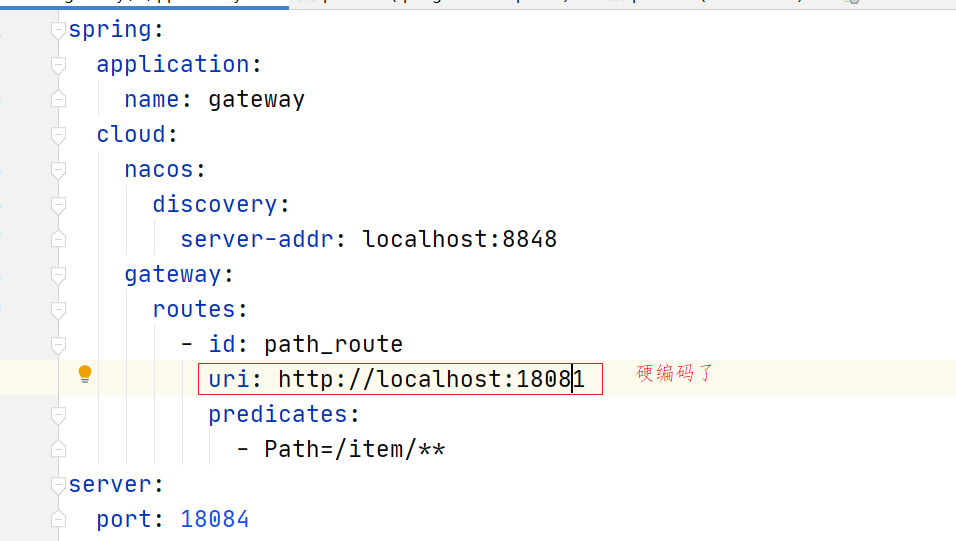 spring:
application:
name: gateway
cloud:
nacos:
discovery:
server-addr: localhost:8848
gateway:
routes:
- id: path_route
uri: http://localhost:18081 硬编码了
predicates:
- Path=/item/**
server:
port: 18084